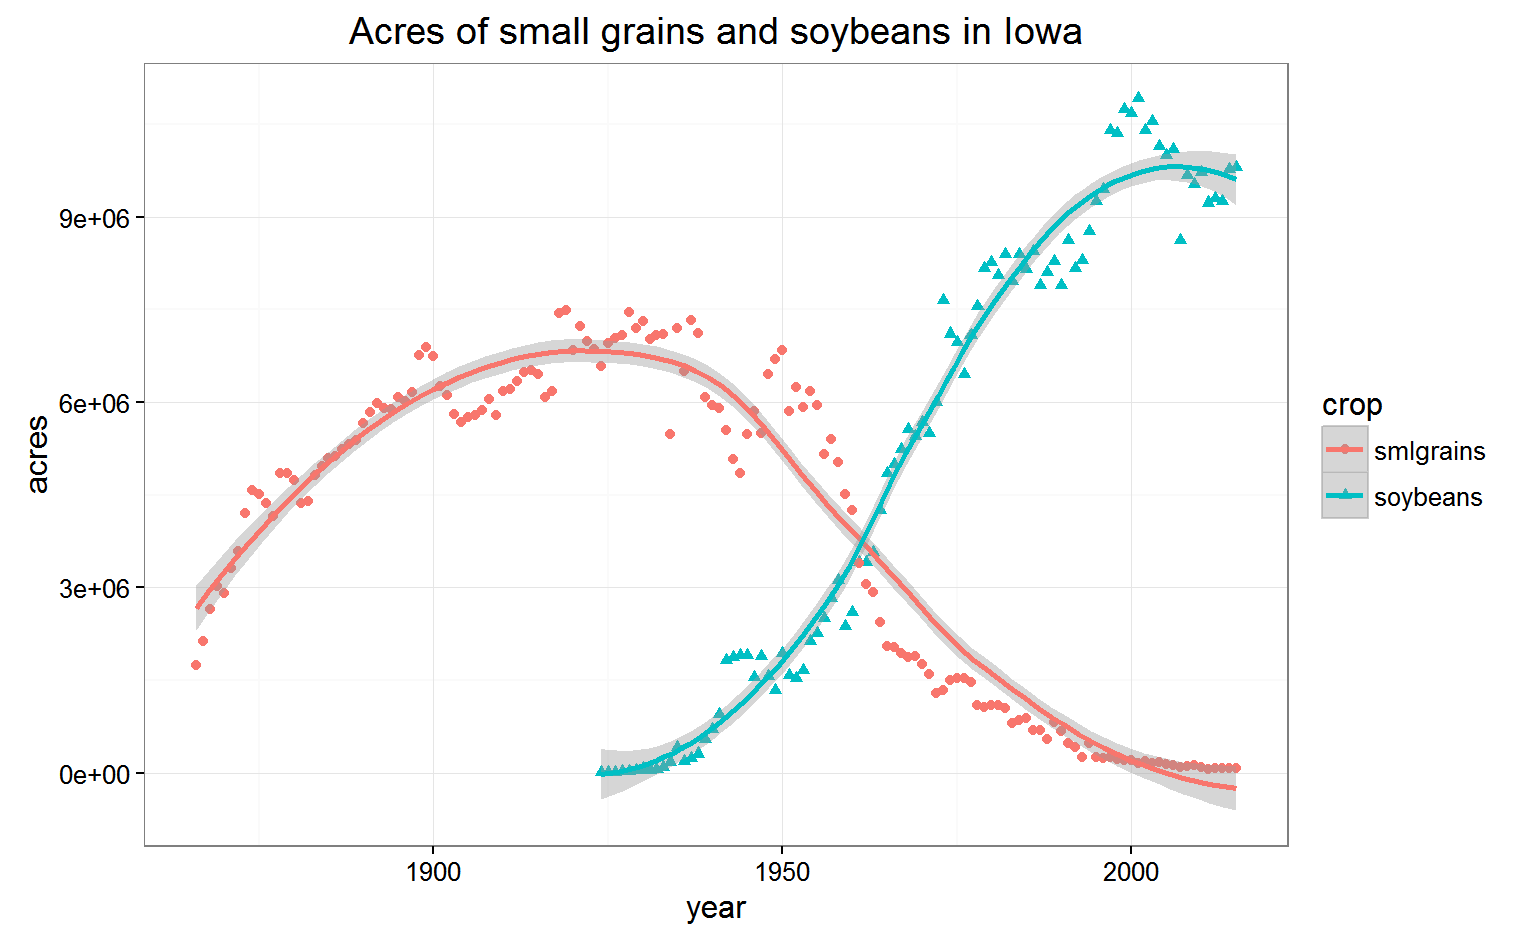 Acres of small grains and soybeans in Iowa
acres
9e+06
6e+06
3e+06
0e+00
1900 1950 2000
year
crop
smlgrains
soybeans